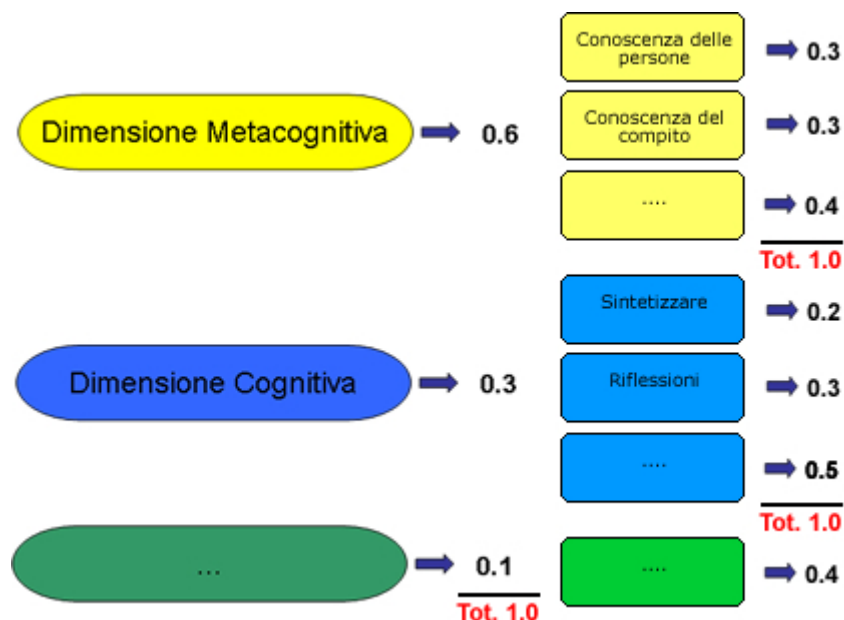 Conoscenza delle
persone
0.3
Dimensione Metacognitiva
0.6
Conoscenza del
compito
0.3
....
0.4
Tot. 1.0
Sintetizzare
0.2
Dimensione Cognitiva
0.3
Riflessioni
0.3
....
0.5
Tot. 1.0
...
0.1
....
0.4
Tot. 1.0